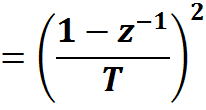 = ((1 − z⁻¹) / T)²